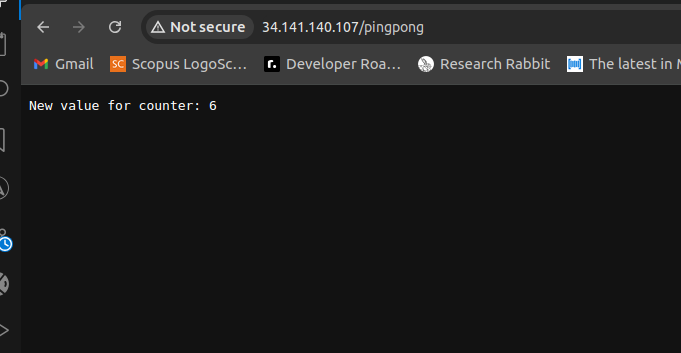 Not secure 34.141.140.107/pingpong
Gmail SC Scopus LogoSc... r. Developer Roa... Research Rabbit The latest in M
New value for counter: 6